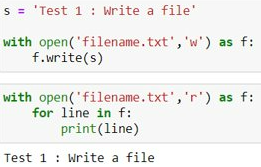 s = 'Test 1 : Write a file'
with open('filename.txt','w') as f:
    f.write(s)
with open('filename.txt','r') as f:
    for line in f:
        print(line)
Test 1 : Write a file